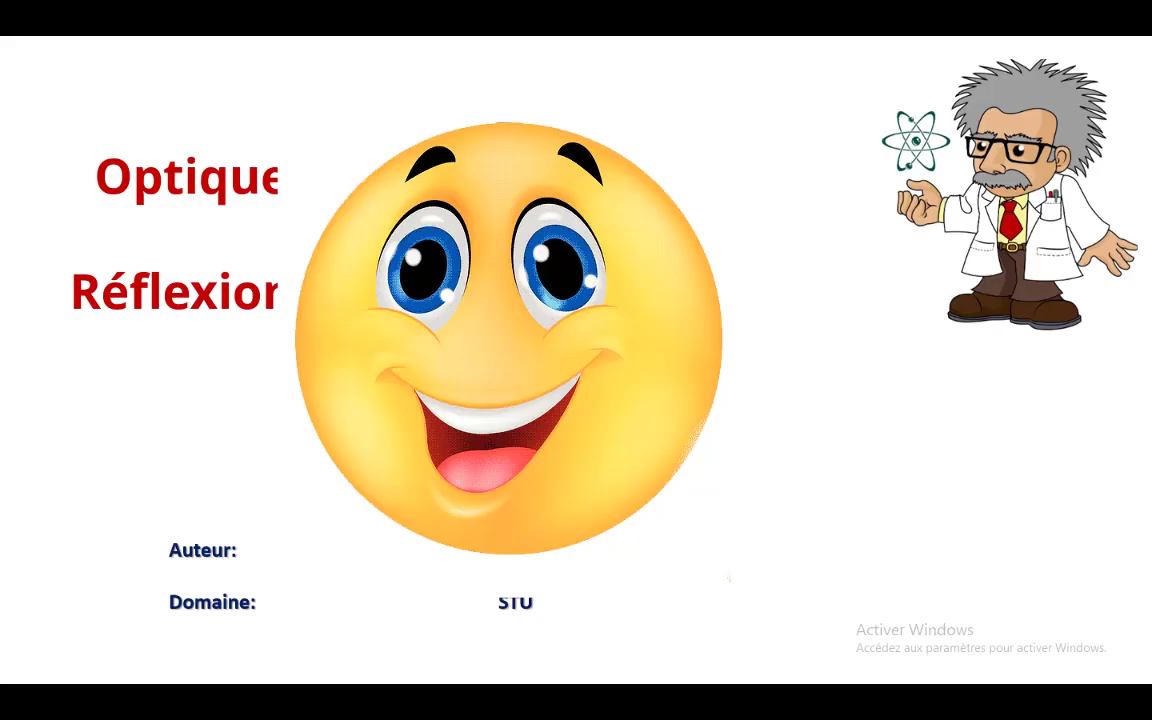 Optique
Réflexion
Auteur:
Domaine: STU
Activer Windows
Accédez aux paramètres pour activer Windows.